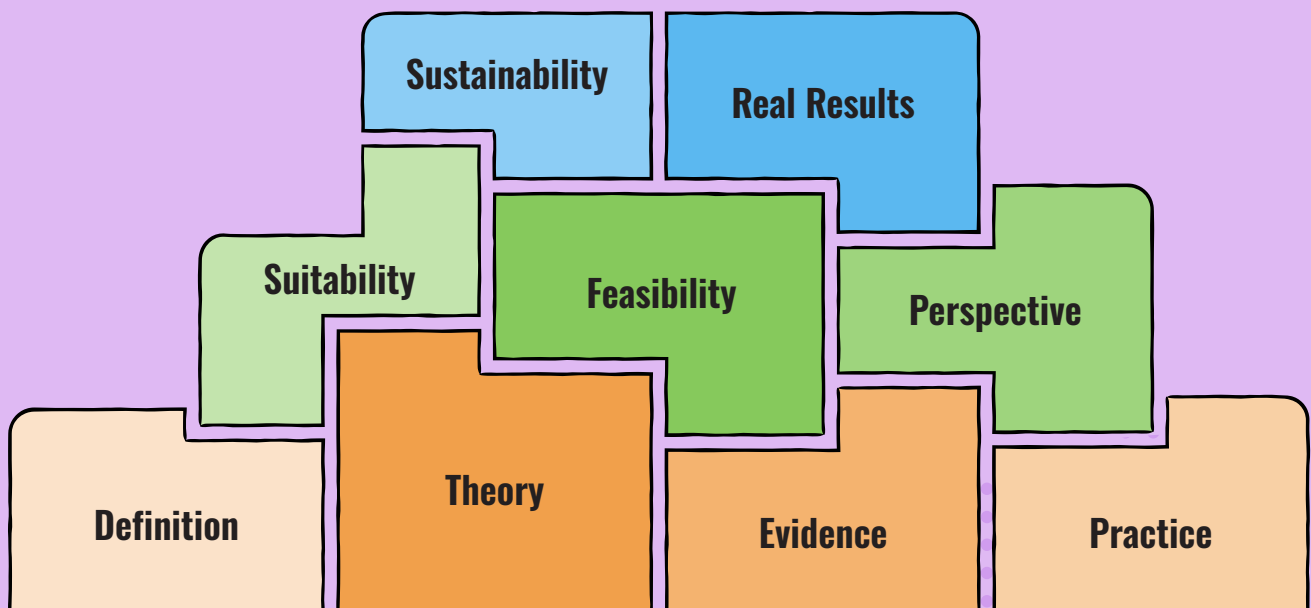 Sustainability
Real Results
Suitability
Feasibility
Perspective
Definition
Theory
Evidence
Practice